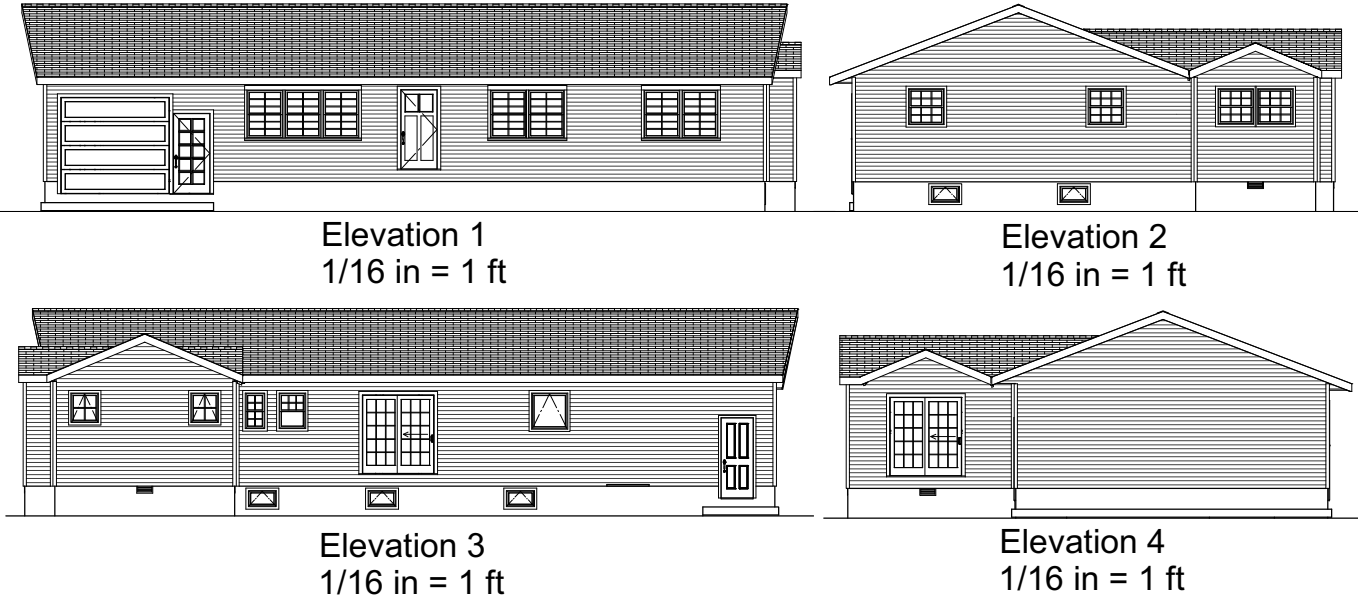 Elevation 1
1/16 in = 1 ft
Elevation 2
1/16 in = 1 ft
Elevation 3
1/16 in = 1 ft
Elevation 4
1/16 in = 1 ft